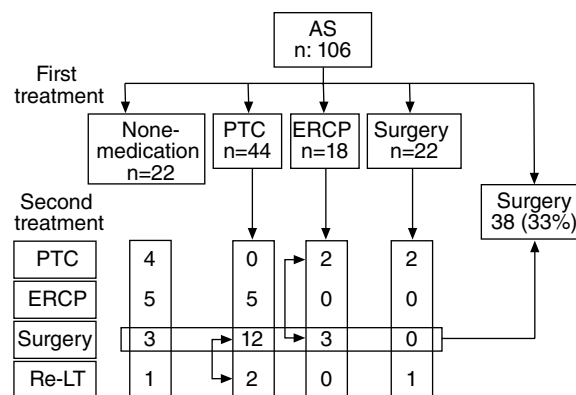 AS
n: 106
First
treatment
None-
medication
n=22
PTC
n=44
ERCP
n=18
Surgery
n=22
Surgery
38 (33%)
Second
treatment
PTC 4 0 2 2
ERCP 5 5 0 0
Surgery 3 12 3 0
Re-LT 1 2 0 1